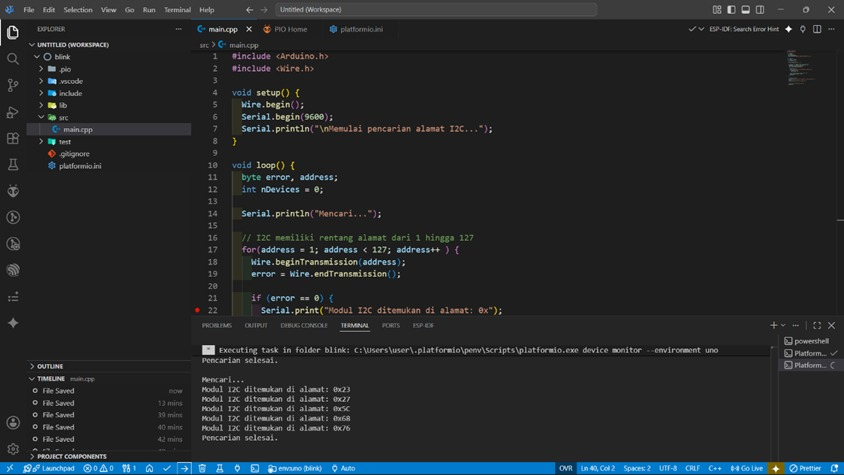 File Edit Selection View Go Run Terminal Help
Untitled (Workspace)
EXPLORER
UNTITLED (WORKSPACE)
blink
.pio
.vscode
include
lib
src
main.cpp
test
.gitignore
platformio.ini
OUTLINE
TIMELINE main.cpp
File Saved now
File Saved 13 mins
File Saved 39 mins
File Saved 40 mins
File Saved 42 mins
PROJECT COMPONENTS
main.cpp PIO Home platformio.ini
ESP-IDF: Search Error Hint
src > main.cpp
1 #include <Arduino.h>
2 #include <Wire.h>
3
4 void setup() {
5 Wire.begin();
6 Serial.begin(9600);
7 Serial.println("\nMemulai pencarian alamat I2C...");
8 }
9
10 void loop() {
11 byte error, address;
12 int nDevices = 0;
13
14 Serial.println("Mencari...");
15
16 // I2C memiliki rentang alamat dari 1 hingga 127
17 for(address = 1; address < 127; address++ ) {
18 Wire.beginTransmission(address);
19 error = Wire.endTransmission();
20
21 if (error == 0) {
22 Serial.print("Modul I2C ditemukan di alamat: 0x");
PROBLEMS OUTPUT DEBUG CONSOLE TERMINAL PORTS ESP-IDF
Executing task in folder blink: C:\Users\user\.platformio\penv\Scripts\platformio.exe device monitor --environment uno
Pencarian selesai.
Mencari...
Modul I2C ditemukan di alamat: 0x23
Modul I2C ditemukan di alamat: 0x27
Modul I2C ditemukan di alamat: 0x5C
Modul I2C ditemukan di alamat: 0x68
Modul I2C ditemukan di alamat: 0x76
Pencarian selesai.
powershell
Platform...
Platform...
Launchpad 0 0 1 env:uno (blink) Auto OVR Ln 40, Col 2 Spaces: 2 UTF-8 CRLF C++ Go Live Prettier